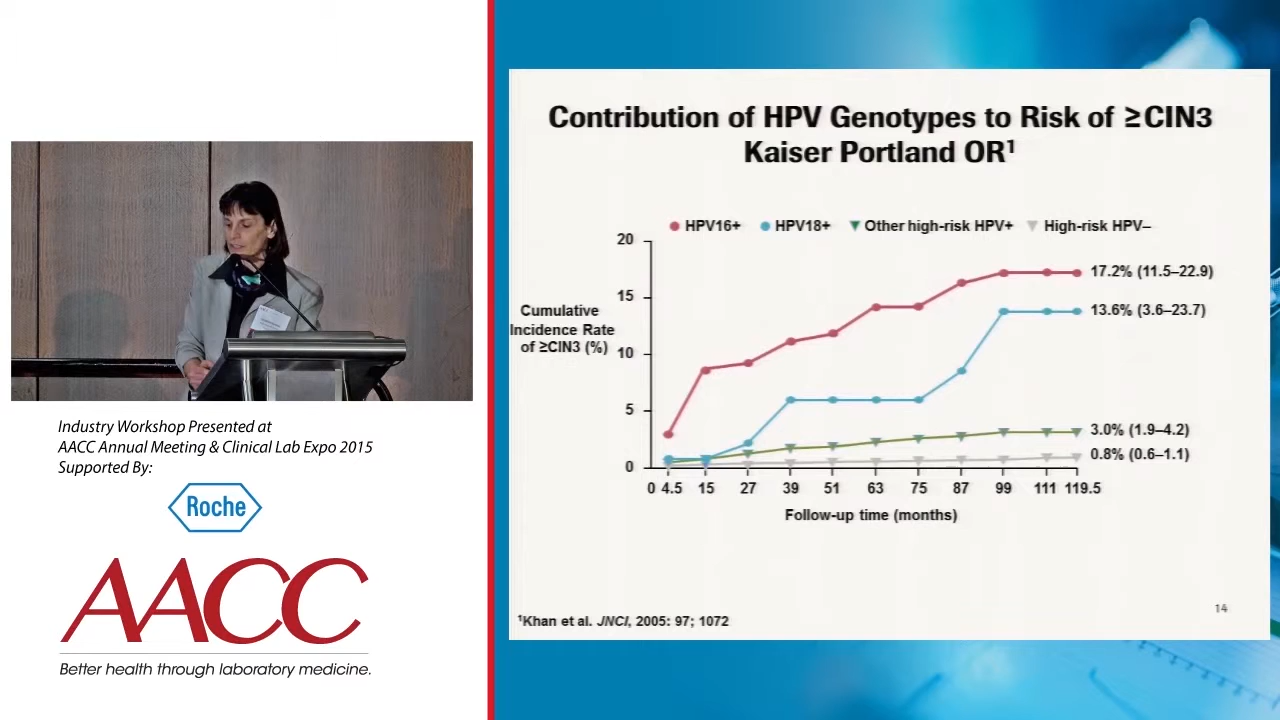 Industry Workshop Presented at
AACC Annual Meeting & Clinical Lab Expo 2015
Supported By:
Roche
AACC
Better health through laboratory medicine.
Contribution of HPV Genotypes to Risk of ≥CIN3
Kaiser Portland OR¹
HPV16+ HPV18+ Other high-risk HPV+ High-risk HPV–
Cumulative
Incidence Rate
of ≥CIN3 (%)
20
15
10
5
0
17.2% (11.5–22.9)
13.6% (3.6–23.7)
3.0% (1.9–4.2)
0.8% (0.6–1.1)
0 4.5 15 27 39 51 63 75 87 99 111 119.5
Follow-up time (months)
14
¹Khan et al. JNCI, 2005: 97; 1072